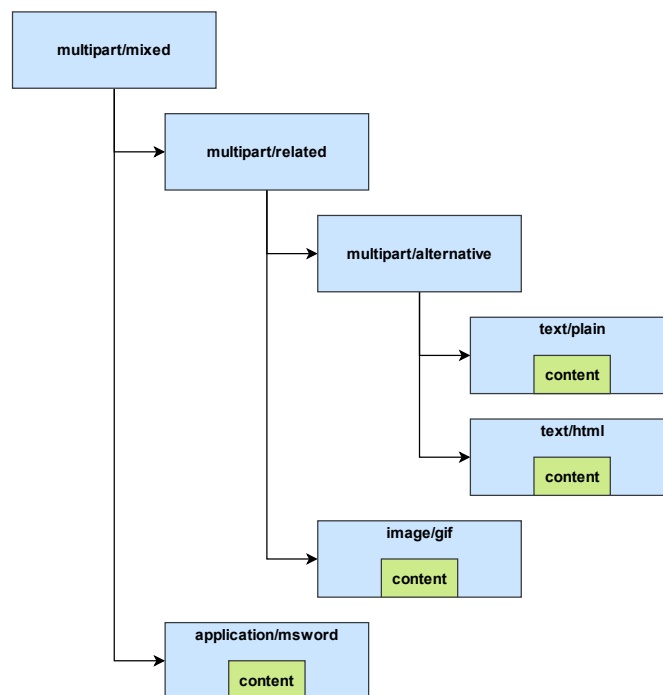 multipart/mixed
multipart/related
multipart/alternative
text/plain
content
text/html
content
image/gif
content
application/msword
content